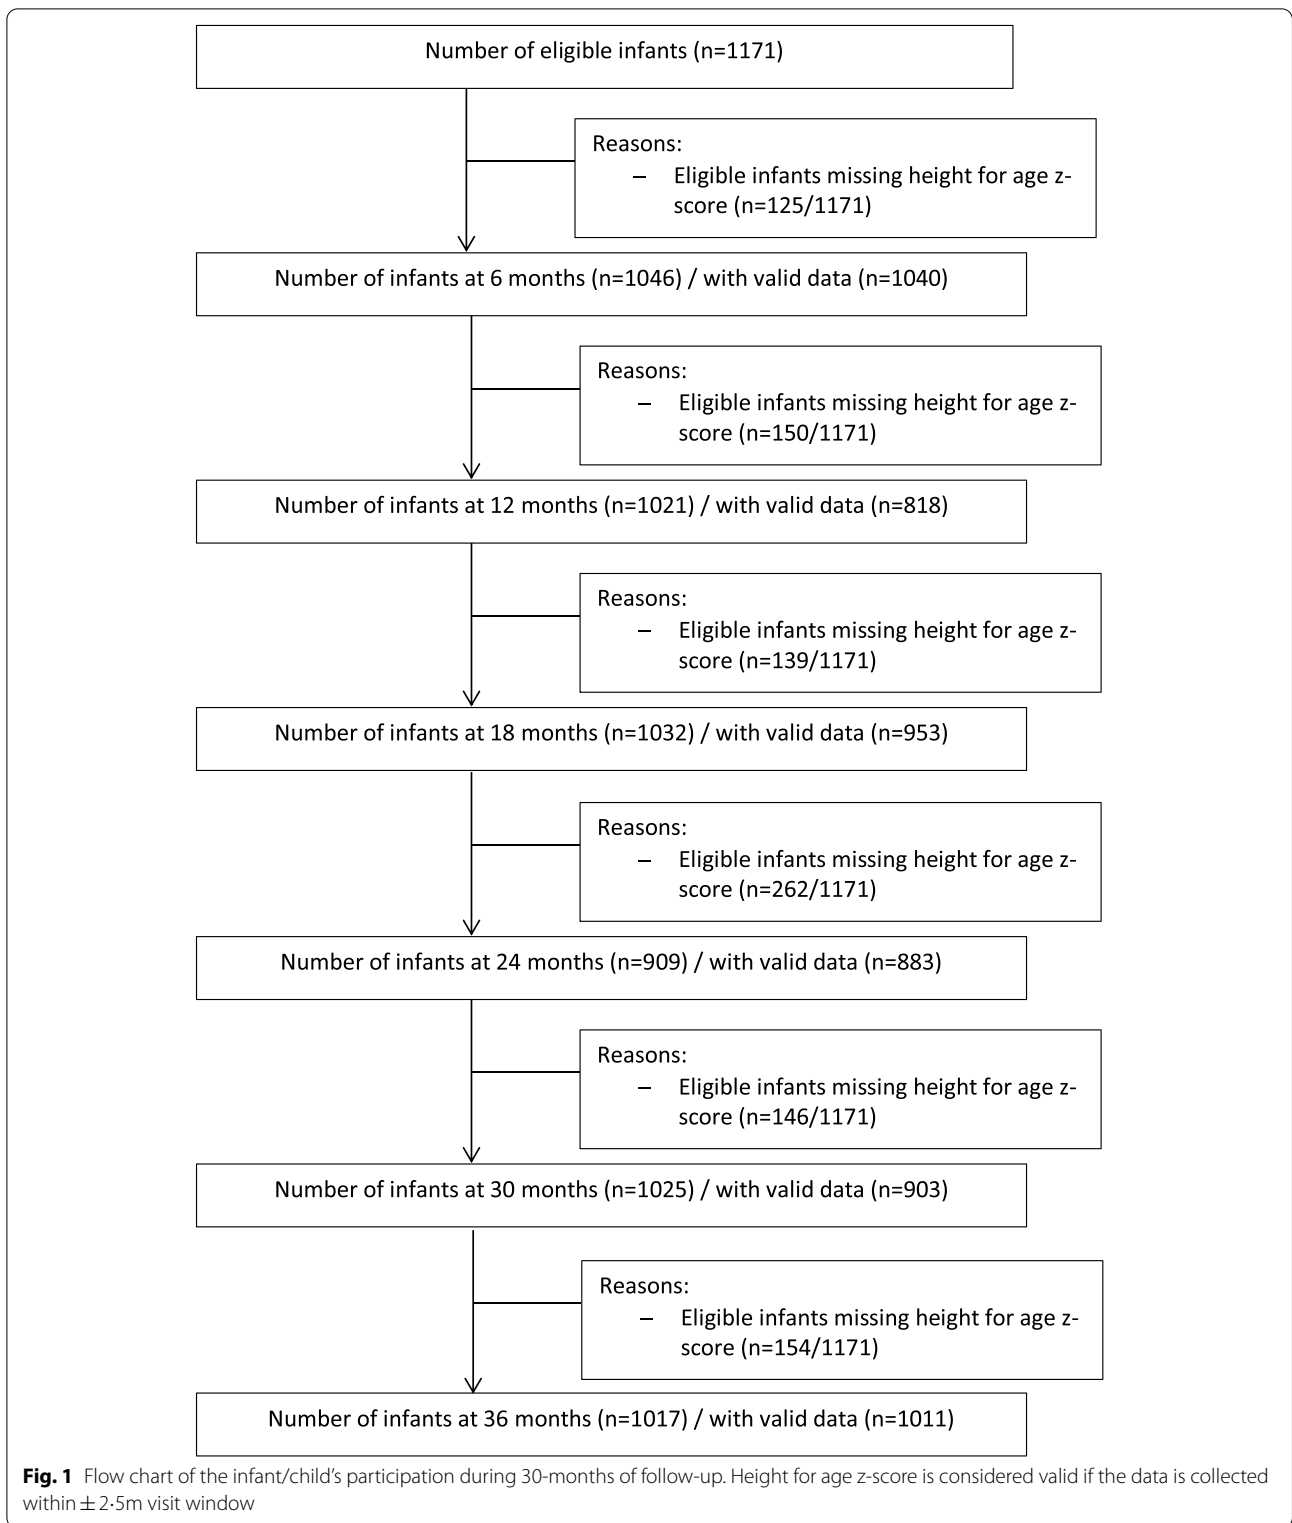 Number of eligible infants (n=1171)
Reasons:
– Eligible infants missing height for age z-
score (n=125/1171)
Number of infants at 6 months (n=1046) / with valid data (n=1040)
Reasons:
– Eligible infants missing height for age z-
score (n=150/1171)
Number of infants at 12 months (n=1021) / with valid data (n=818)
Reasons:
– Eligible infants missing height for age z-
score (n=139/1171)
Number of infants at 18 months (n=1032) / with valid data (n=953)
Reasons:
– Eligible infants missing height for age z-
score (n=262/1171)
Number of infants at 24 months (n=909) / with valid data (n=883)
Reasons:
– Eligible infants missing height for age z-
score (n=146/1171)
Number of infants at 30 months (n=1025) / with valid data (n=903)
Reasons:
– Eligible infants missing height for age z-
score (n=154/1171)
Number of infants at 36 months (n=1017) / with valid data (n=1011)
Fig. 1 Flow chart of the infant/child’s participation during 30-months of follow-up. Height for age z-score is considered valid if the data is collected
within ± 2·5m visit window